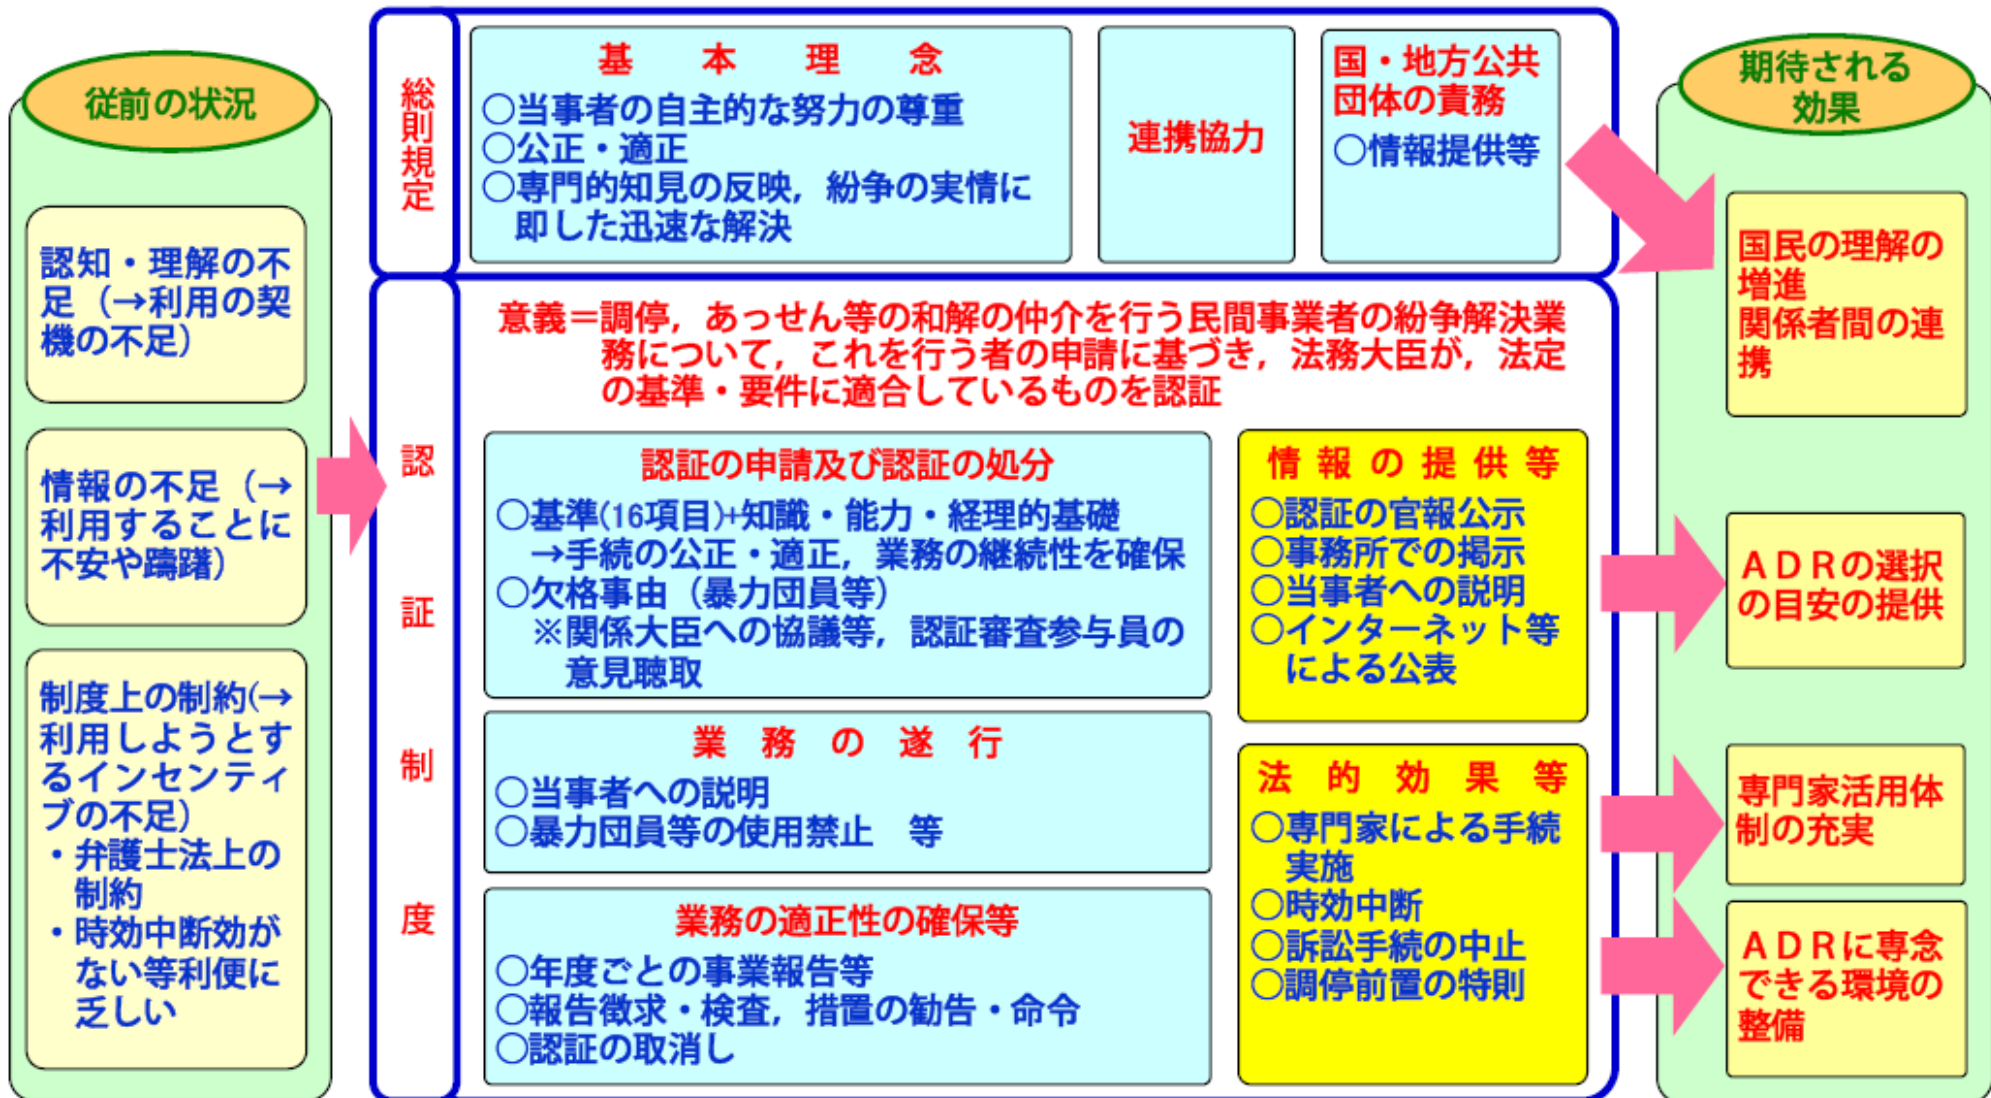 従前の状況
認知・理解の不
足（→利用の契
機の不足）
情報の不足（→
利用することに
不安や躊躇）
制度上の制約(→
利用しようとす
るインセンティ
ブの不足）
・弁護士法上の
制約
・時効中断効が
ない等利便に
乏しい
総則規定
基本理念
○当事者の自主的な努力の尊重
○公正・適正
○専門的知見の反映，紛争の実情に
即した迅速な解決
連携協力
国・地方公共
団体の責務
○情報提供等
認証制度
意義＝調停，あっせん等の和解の仲介を行う民間事業者の紛争解決業
務について，これを行う者の申請に基づき，法務大臣が，法定
の基準・要件に適合しているものを認証
認証の申請及び認証の処分
○基準(16項目)+知識・能力・経理的基礎
→手続の公正・適正，業務の継続性を確保
○欠格事由（暴力団員等）
※関係大臣への協議等，認証審査参与員の
意見聴取
業務の遂行
○当事者への説明
○暴力団員等の使用禁止　等
業務の適正性の確保等
○年度ごとの事業報告等
○報告徴求・検査，措置の勧告・命令
○認証の取消し
情報の提供等
○認証の官報公示
○事務所での掲示
○当事者への説明
○インターネット等
による公表
法的効果等
○専門家による手続
実施
○時効中断
○訴訟手続の中止
○調停前置の特則
期待される
効果
国民の理解の
増進
関係者間の連
携
ＡＤＲの選択
の目安の提供
専門家活用体
制の充実
ＡＤＲに専念
できる環境の
整備